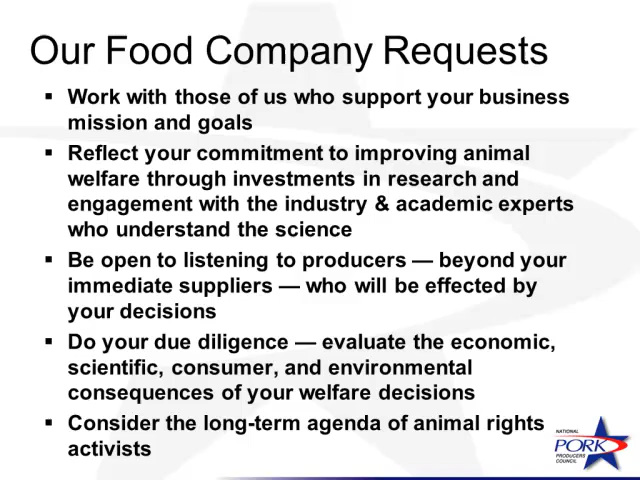 Our Food Company Requests
▪ Work with those of us who support your business
mission and goals
▪ Reflect your commitment to improving animal
welfare through investments in research and
engagement with the industry & academic experts
who understand the science
▪ Be open to listening to producers — beyond your
immediate suppliers — who will be effected by
your decisions
▪ Do your due diligence — evaluate the economic,
scientific, consumer, and environmental
consequences of your welfare decisions
▪ Consider the long-term agenda of animal rights
activists
NATIONAL
PORK
PRODUCERS
COUNCIL